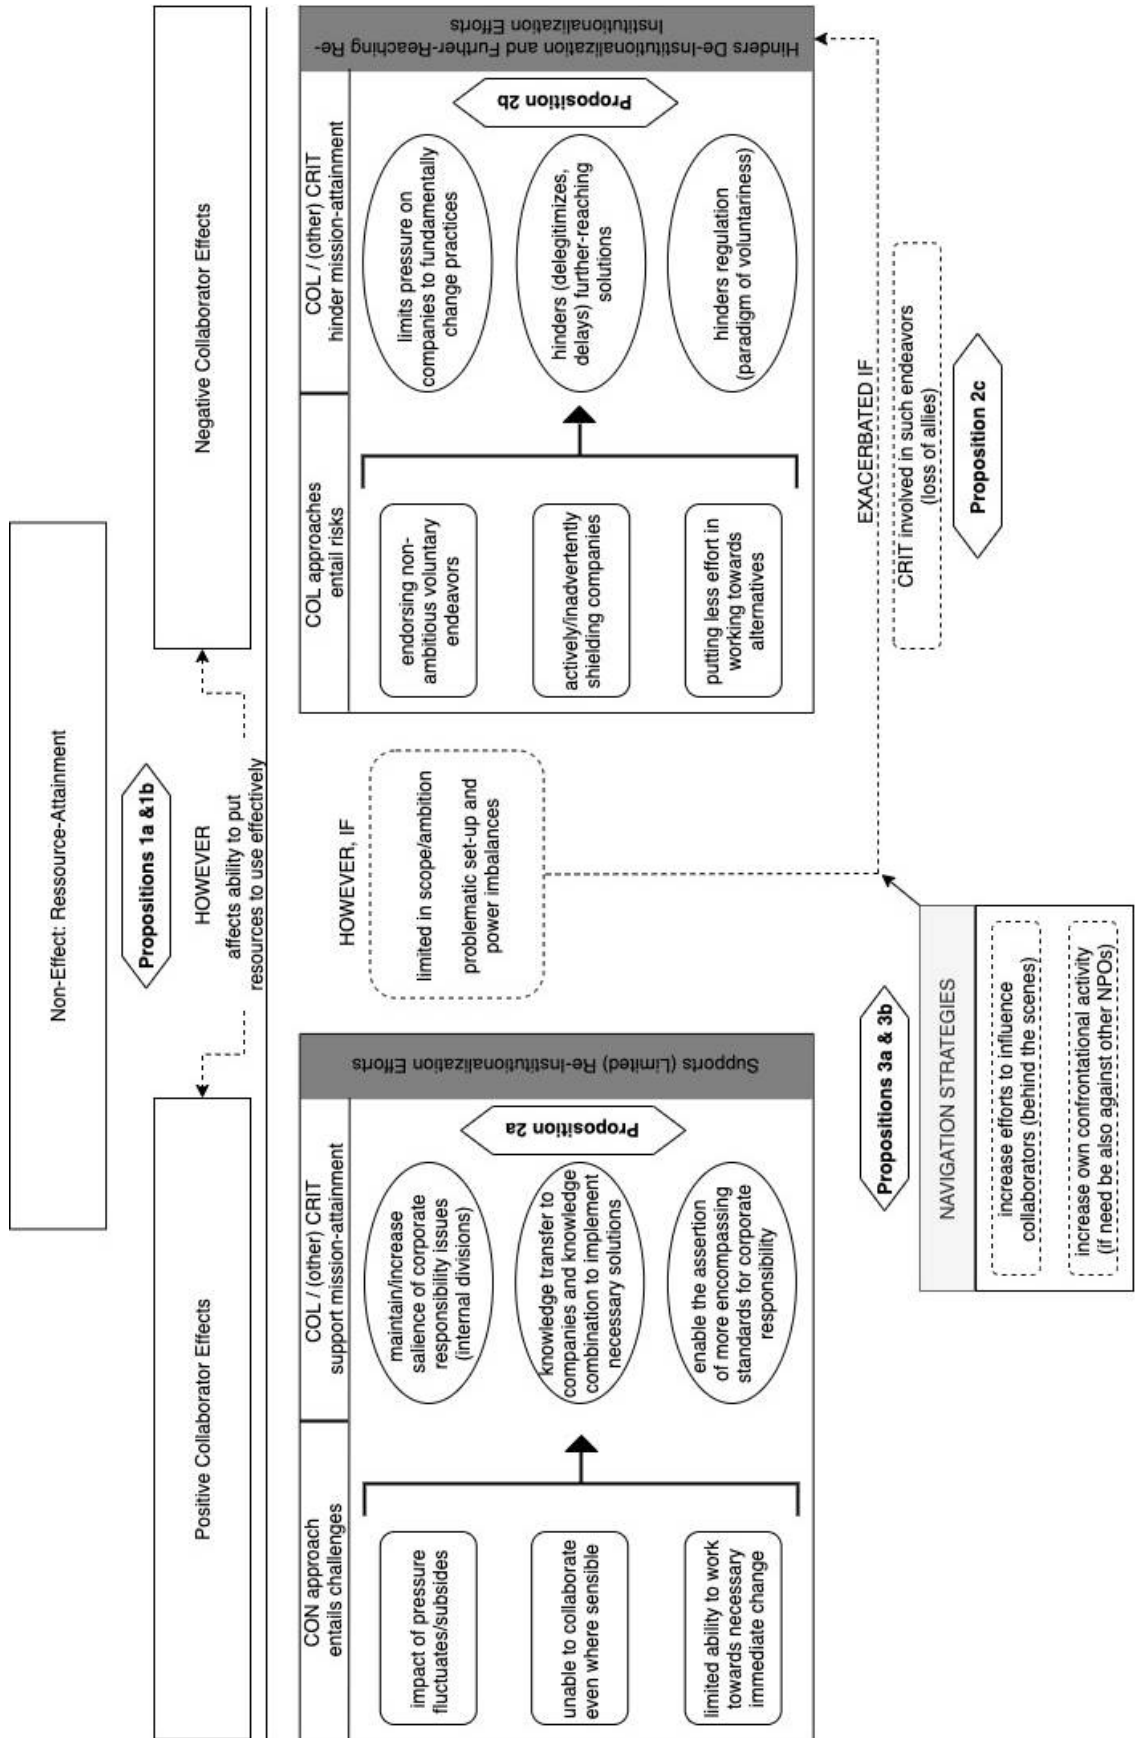 Non-Effect: Ressource-Attainment
Propositions 1a &1b
HOWEVER
affects ability to put
resources to use effectively
Positive Collaborator Effects
Negative Collaborator Effects
CON approach
entails challenges
COL / (other) CRIT
support mission-attainment
impact of pressure
fluctuates/subsides
unable to collaborate
even where sensible
limited ability to work
towards necessary
immediate change
maintain/increase
salience of corporate
responsibility issues
(internal divisions)
knowledge transfer to
companies and knowledge
combination to implement
necessary solutions
enable the assertion
of more encompassing
standards for corporate
responsibility
Proposition 2a
Supports (Limited) Re-Institutionalization Efforts
HOWEVER, IF
limited in scope/ambition
problematic set-up and
power imbalances
COL approaches
entail risks
COL / (other) CRIT
hinder mission-attainment
endorsing non-
ambitious voluntary
endeavors
actively/inadvertently
shielding companies
putting less effort in
working towards
alternatives
limits pressure on
companies to fundamentally
change practices
hinders (delegitimizes,
delays) further-reaching
solutions
hinders regulation
(paradigm of voluntariness)
Proposition 2b
Hinders De-Institutionalization and Further-Reaching Re-
Institutionalization Efforts
Propositions 3a & 3b
NAVIGATION STRATEGIES
increase efforts to influence
collaborators (behind the scenes)
increase own confrontational activity
(if need be also against other NPOs)
EXACERBATED IF
CRIT involved in such endeavors
(loss of allies)
Proposition 2c